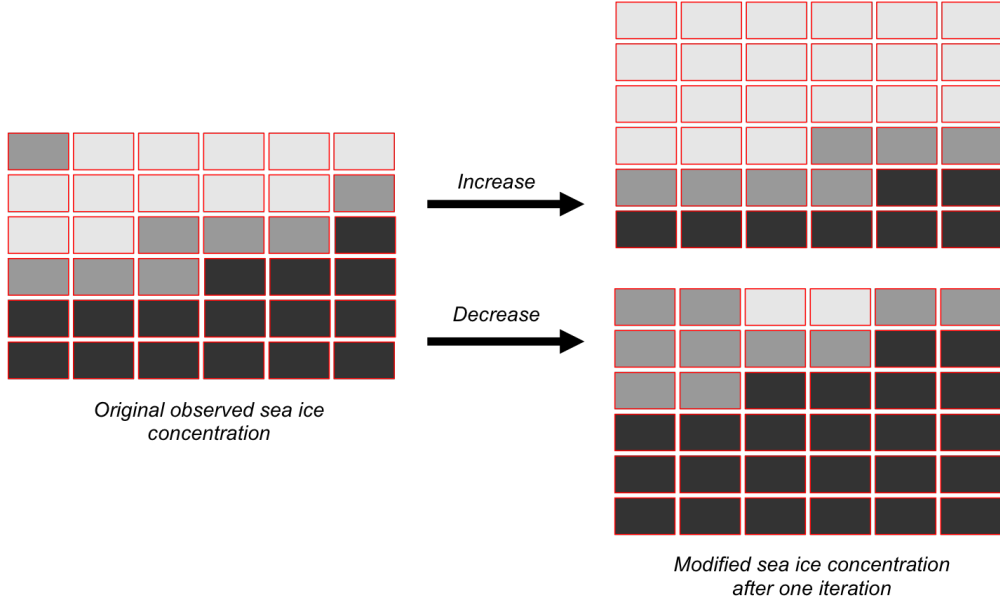 Increase
Decrease
Original observed sea ice
concentration
Modified sea ice concentration
after one iteration